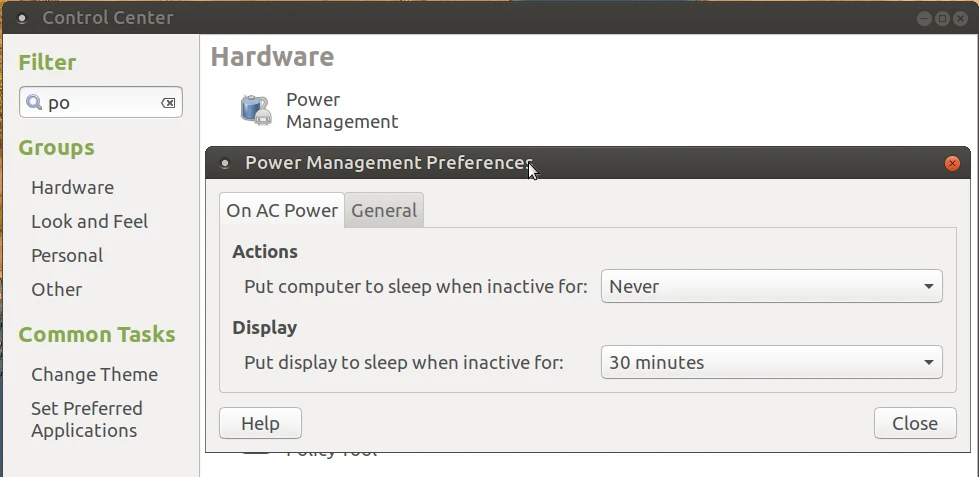 Control Center
Filter
po
Groups
Hardware
Look and Feel
Personal
Other
Common Tasks
Change Theme
Set Preferred
Applications
Hardware
Power
Management
Power Management Preferences
On AC Power
General
Actions
Put computer to sleep when inactive for:
Never
Display
Put display to sleep when inactive for:
30 minutes
Help
Close
Policy Tool